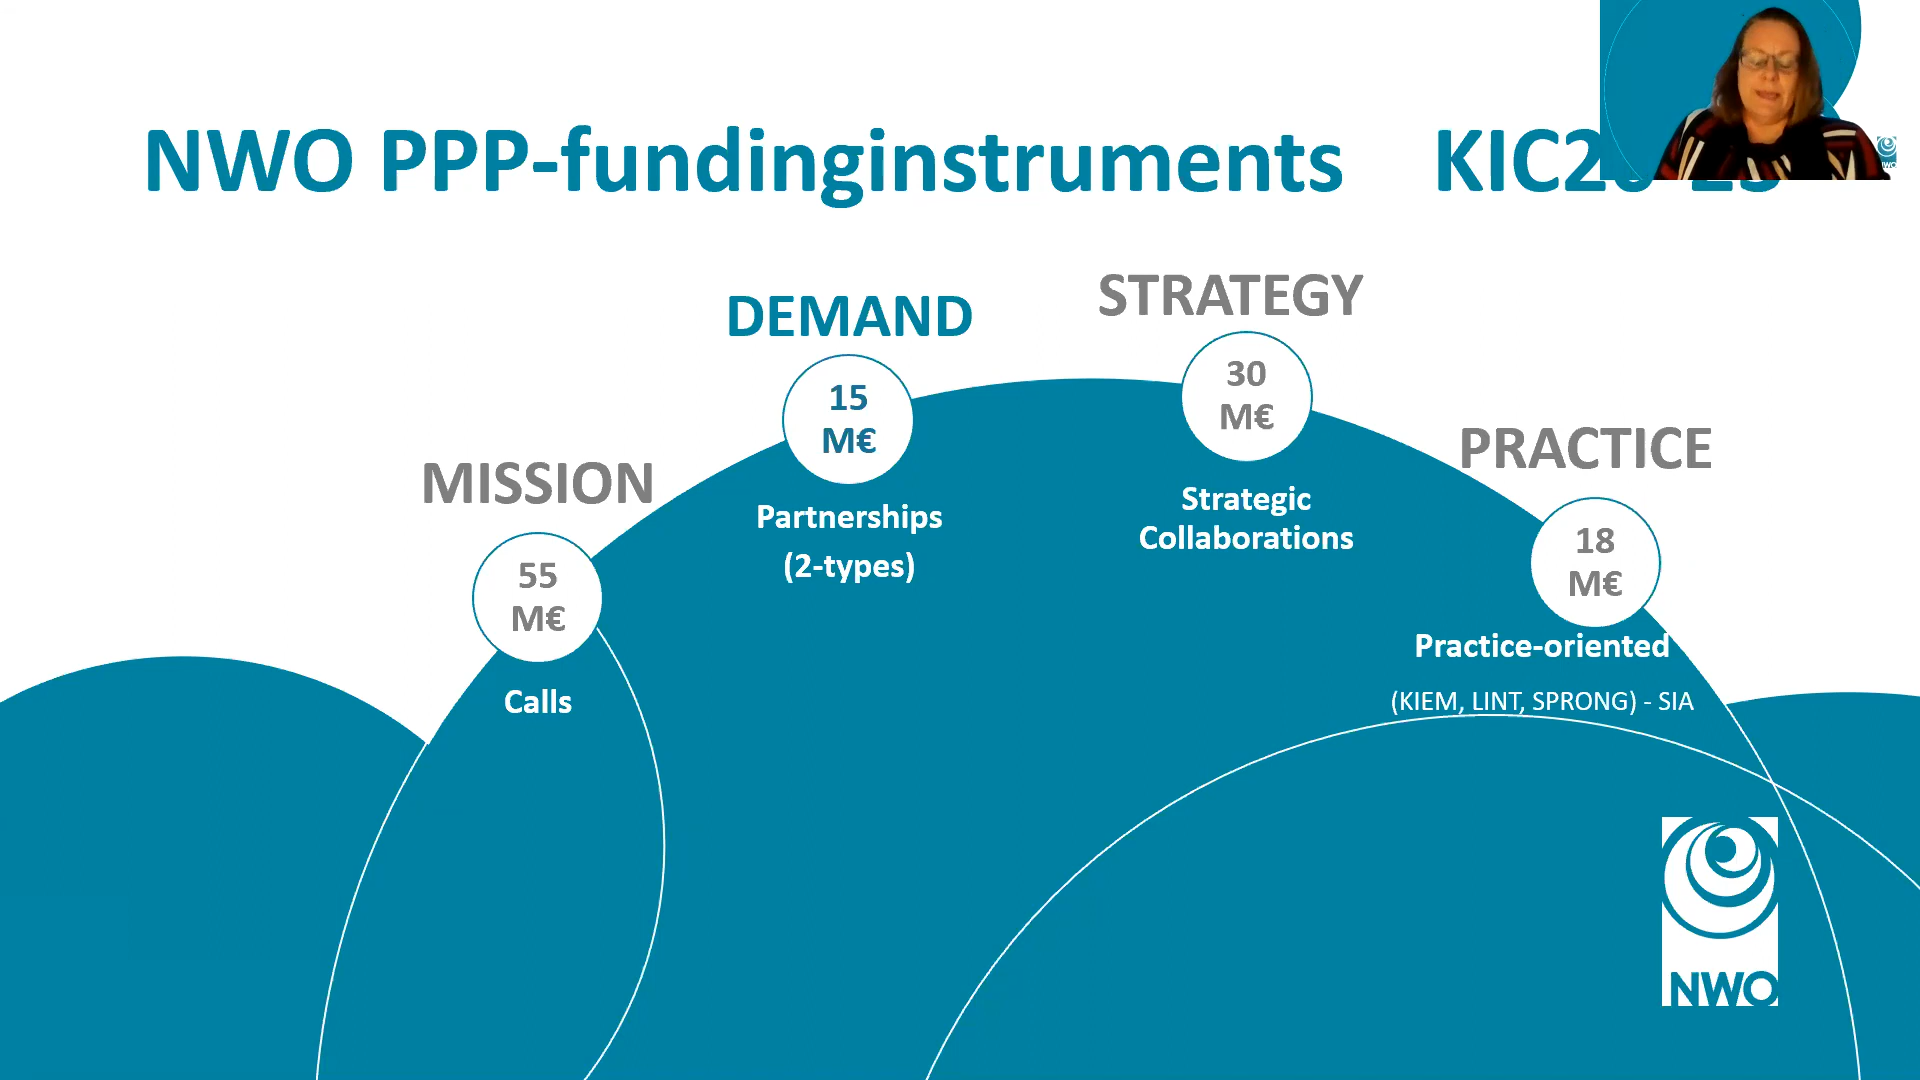 NWO PPP-fundinginstruments
STRATEGY
DEMAND
30
M€
15
M€
PRACTICE
MISSION
Strategic
Collaborations
Partnerships
(2-types)
18
M€
55
M€
Practice-oriented
(KIEM, LINT, SPRONG) - SIA
Calls
NWO
NWO